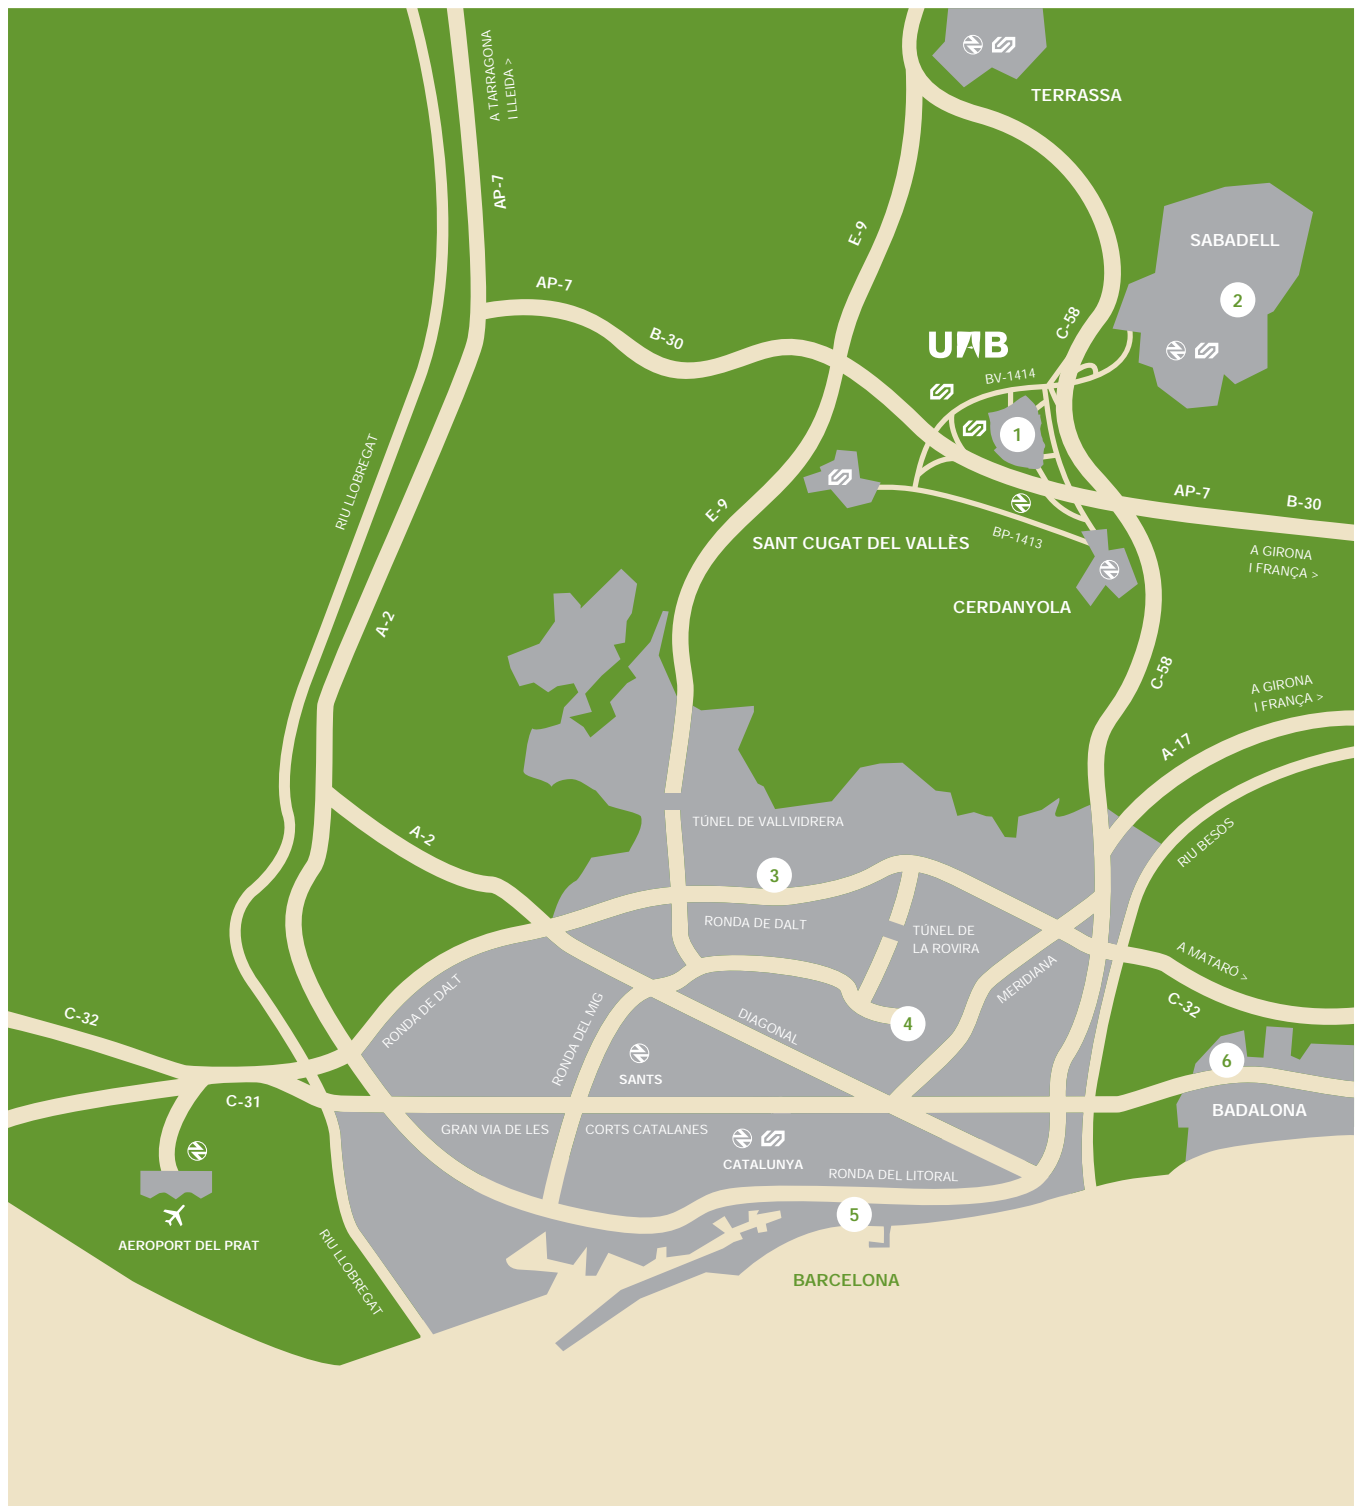 A TARRAGONA
I LLEIDA >
TERRASSA
AP-7
E-9
SABADELL
AP-7
2
B-30
C-58
UAB
BV-1414
1
RIU LLOBREGAT
AP-7
B-30
E-9
BP-1413
SANT CUGAT DEL VALLÈS
A GIRONA
I FRANÇA >
CERDANYOLA
A-2
C-58
A GIRONA
I FRANÇA >
A-17
TÚNEL DE VALLVIDRERA
A-2
RIU BESÒS
3
RONDA DE DALT
TÚNEL DE
LA ROVIRA
A MATARÓ >
MERIDIANA
C-32
RONDA DE DALT
C-32
RONDA DEL MIG
DIAGONAL
4
6
SANTS
C-31
BADALONA
GRAN VIA DE LES
CORTS CATALANES
CATALUNYA
RONDA DEL LITORAL
5
AEROPORT DEL PRAT
RIU LLOBREGAT
BARCELONA